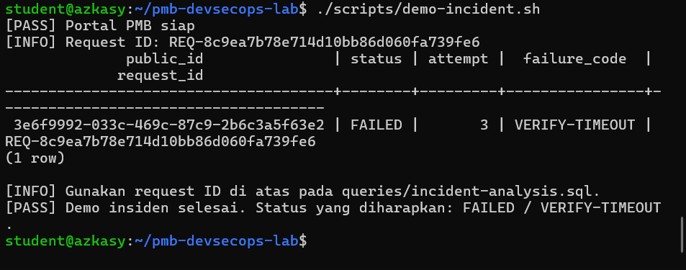 student@azkasy:~/pmb-devsecops-lab$ ./scripts/demo-incident.sh
[PASS] Portal PMB siap
[INFO] Request ID: REQ-8c9ea7b78e714d10bb86d060fa739fe6
              public_id               | status | attempt |  failure_code  |
             request_id
--------------------------------------+--------+---------+----------------+-
--------------------------------------
 3e6f9992-033c-469c-87c9-2b6c3a5f63e2 | FAILED |       3 | VERIFY-TIMEOUT |
REQ-8c9ea7b78e714d10bb86d060fa739fe6
(1 row)

[INFO] Gunakan request ID di atas pada queries/incident-analysis.sql.
[PASS] Demo insiden selesai. Status yang diharapkan: FAILED / VERIFY-TIMEOUT
.
student@azkasy:~/pmb-devsecops-lab$